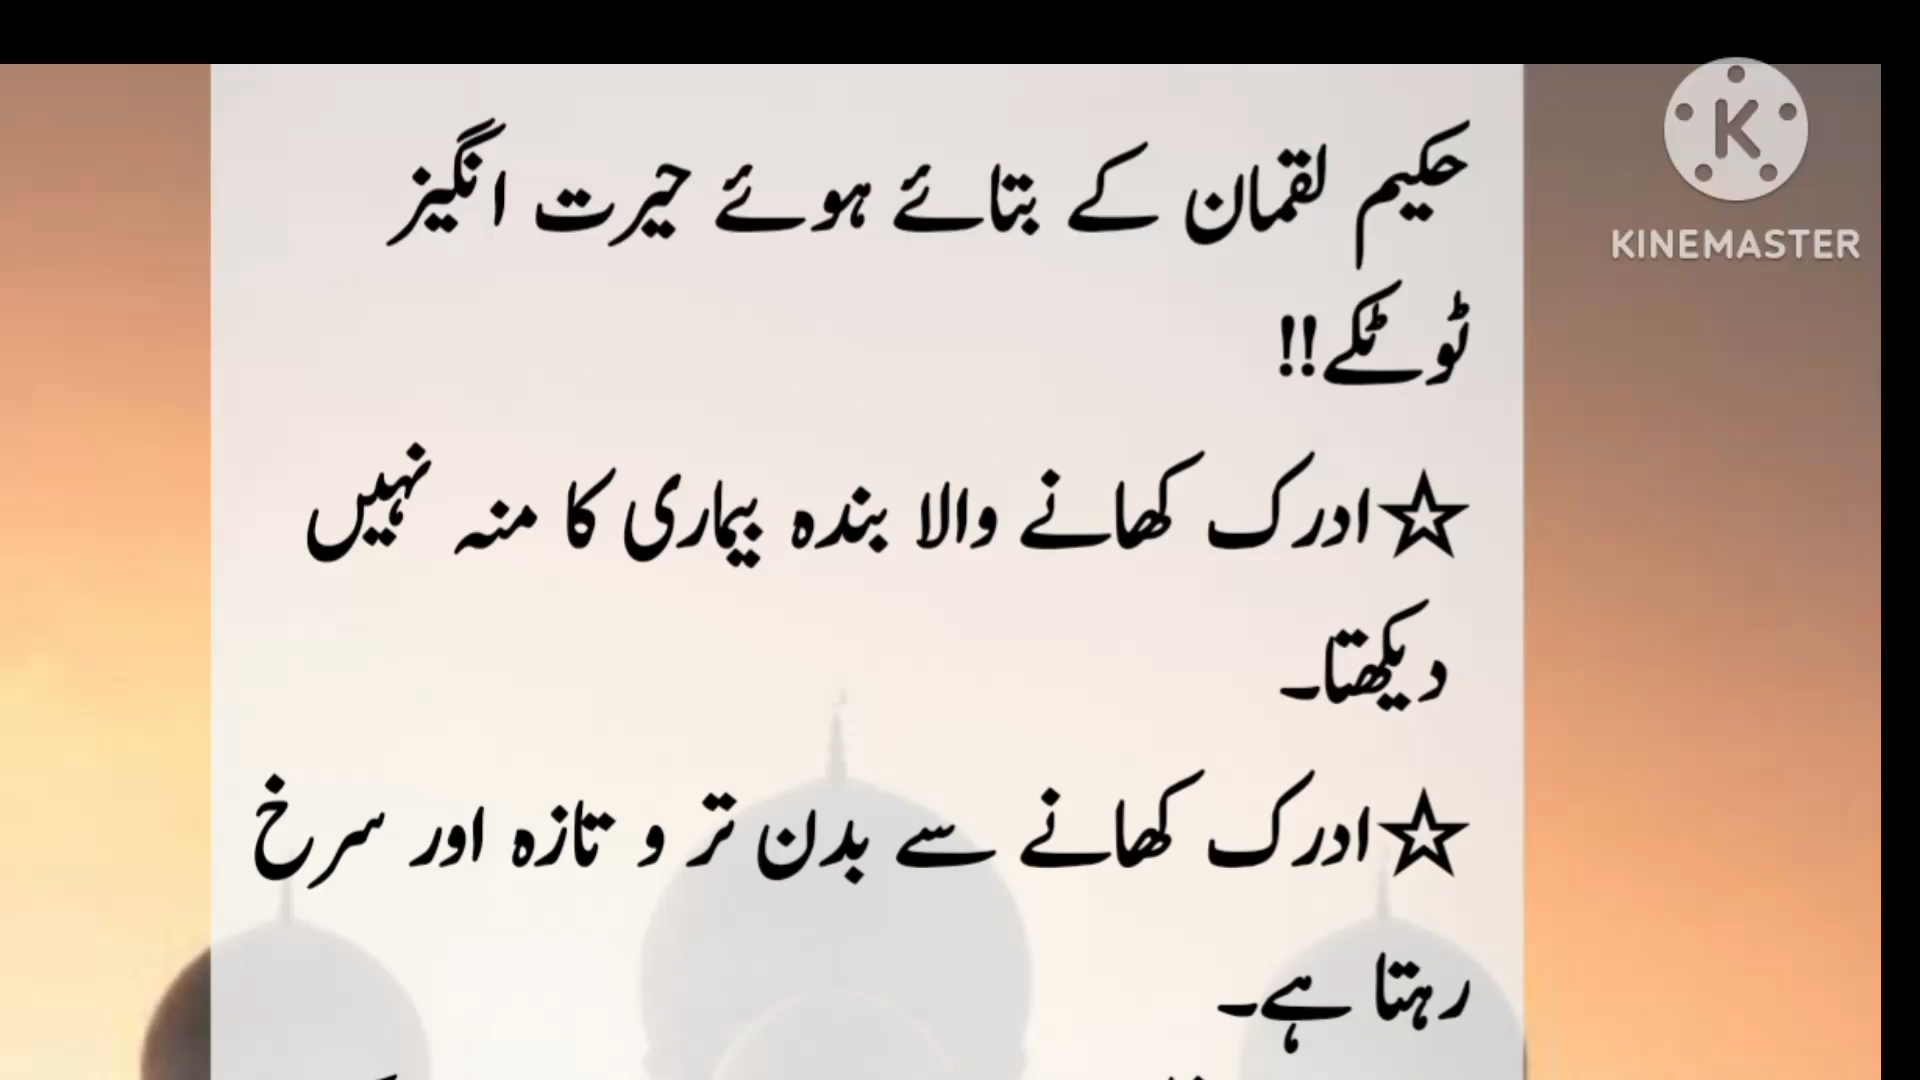 حکیم لقمان کے بتائے ہوئے حیرت انگیز
ٹوٹکے!!
☆ادرک کھانے والا بندہ بیماری کا منہ نہیں
دیکھتا۔
☆ادرک کھانے سے بدن تر و تازہ اور سرخ
رہتا ہے۔
K
KINEMASTER